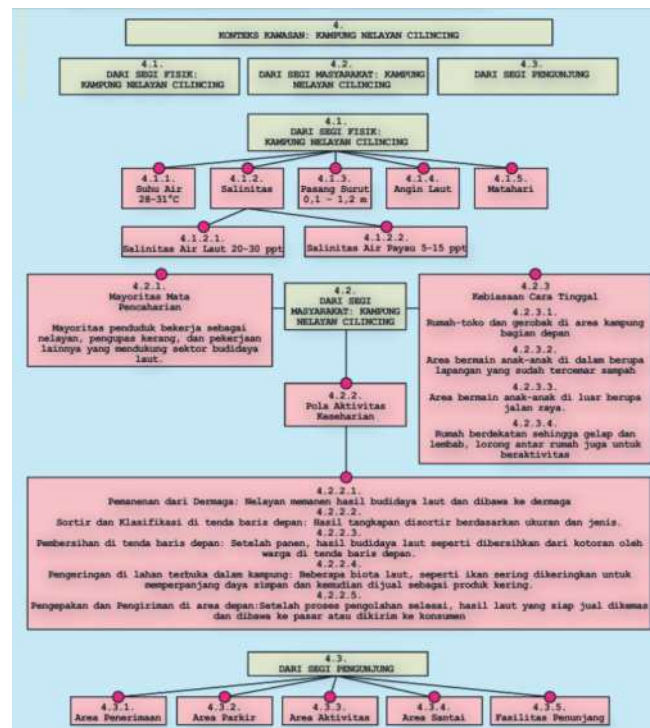 4.
KONTEKS KAWASAN: KAMPUNG NELAYAN CILINCING
4.1.
DARI SEGI FISIK:
KAMPUNG NELAYAN CILINCING
4.2.
DARI SEGI MASYARAKAT: KAMPUNG
NELAYAN CILINCING
4.3.
DARI SEGI PENGUNJUNG
4.1.
DARI SEGI FISIK:
KAMPUNG NELAYAN CILINCING
4.1.1.
Suhu Air
28-31°C
4.1.2.
Salinitas
4.1.3.
Pasang Surut
0,1 - 1,2 m
4.1.4.
Angin Laut
4.1.5.
Matahari
4.1.2.1.
Salinitas Air Laut 20-30 ppt
4.1.2.2.
Salinitas Air Payau 5-15 ppt
4.2.1.
Mayoritas Mata
Pencaharian
Mayoritas penduduk bekerja sebagai
nelayan, pengupas kerang, dan pekerjaan
lainnya yang mendukung sektor budidaya
laut.
4.2.
DARI SEGI
MASYARAKAT: KAMPUNG
NELAYAN CILINCING
4.2.3
Kebiasaan Cara Tinggal
4.2.3.1.
Rumah-toko dan gerobak di area kampung
bagian depan
4.2.3.2.
Area bermain anak-anak di dalam berupa
lapangan yang sudah tercemar sampah
4.2.3.3.
Area bermain anak-anak di luar berupa
jalan raya.
4.2.3.4.
Rumah berdekatan sehingga gelap dan
lembab, lorong antar rumah juga untuk
beraktivitas
4.2.2.
Pola Aktivitas
Keseharian
4.2.2.1.
Pemanenan dari Dermaga: Nelayan memanen hasil budidaya laut dan dibawa ke dermaga
4.2.2.2.
Sortir dan Klasifikasi di tenda baris depan: Hasil tangkapan disortir berdasarkan ukuran dan jenis.
4.2.2.3.
Pembersihan di tenda baris depan: Setelah panen, hasil budidaya laut seperti dibersihkan dari kotoran oleh
warga di tenda baris depan.
4.2.2.4.
Pengeringan di lahan terbuka dalam kampung: Beberapa biota laut, seperti ikan sering dikeringkan untuk
memperpanjang daya simpan dan kemudian dijual sebagai produk kering.
4.2.2.5.
Pengepakan dan Pengiriman di area depan:Setelah proses pengolahan selesai, hasil laut yang siap jual dikemas
dan dibawa ke pasar atau dikirim ke konsumen
4.3.
DARI SEGI PENGUNJUNG
4.3.1.
Area Penerimaan
4.3.2.
Area Parkir
4.3.3.
Area Aktivitas
4.3.4.
Area Santai
4.3.5.
Fasilitas Penunjang